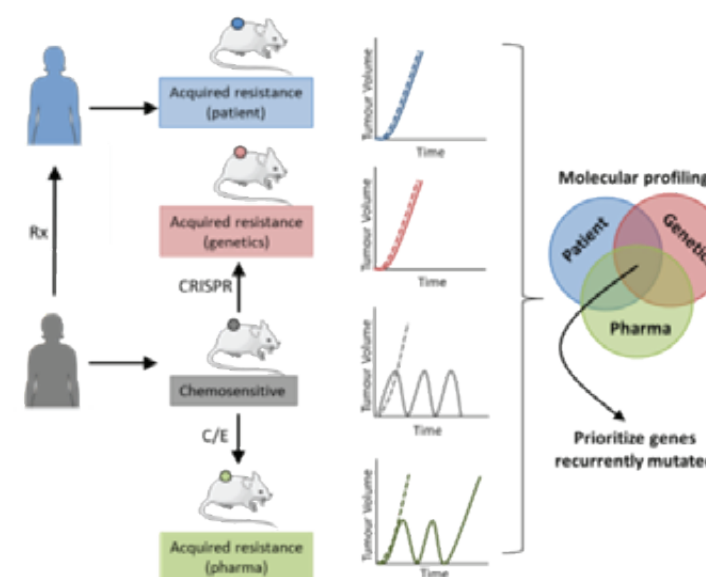 Acquired resistance
(patient)
Tumour Volume
Time
Rx
Acquired resistance
(genetics)
Tumour Volume
Time
CRISPR
Chemosensitive
Tumour Volume
Time
C/E
Acquired resistance
(pharma)
Tumour Volume
Time
Molecular profiling
Patient
Genetic
Pharma
Prioritize genes
recurrently mutate